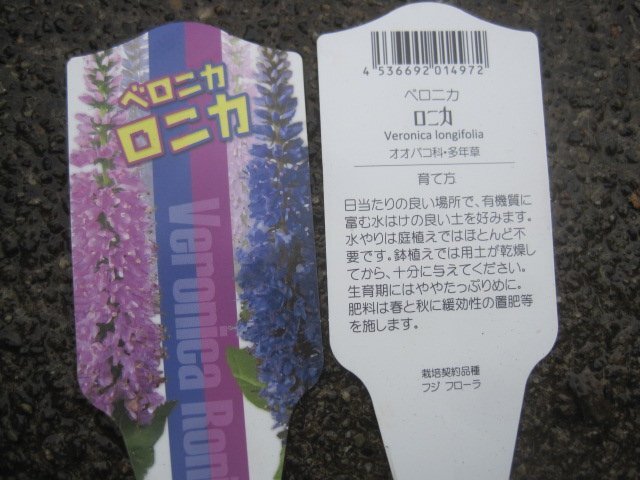 ベロニカ
ロニカ
Veronica Ron
4 536692 014972
ベロニカ
ロニカ
Veronica longifolia
オオバコ科・多年草
育て方
日当たりの良い場所で、有機質に
富む水はけの良い土を好みます。
水やりは庭植えではほとんど不
要です。鉢植えでは用土が乾燥し
てから、十分に与えてください。
生育期にはややたっぷりめに。
肥料は春と秋に緩効性の置肥等
を施します。
栽培契約品種
フジ フローラ